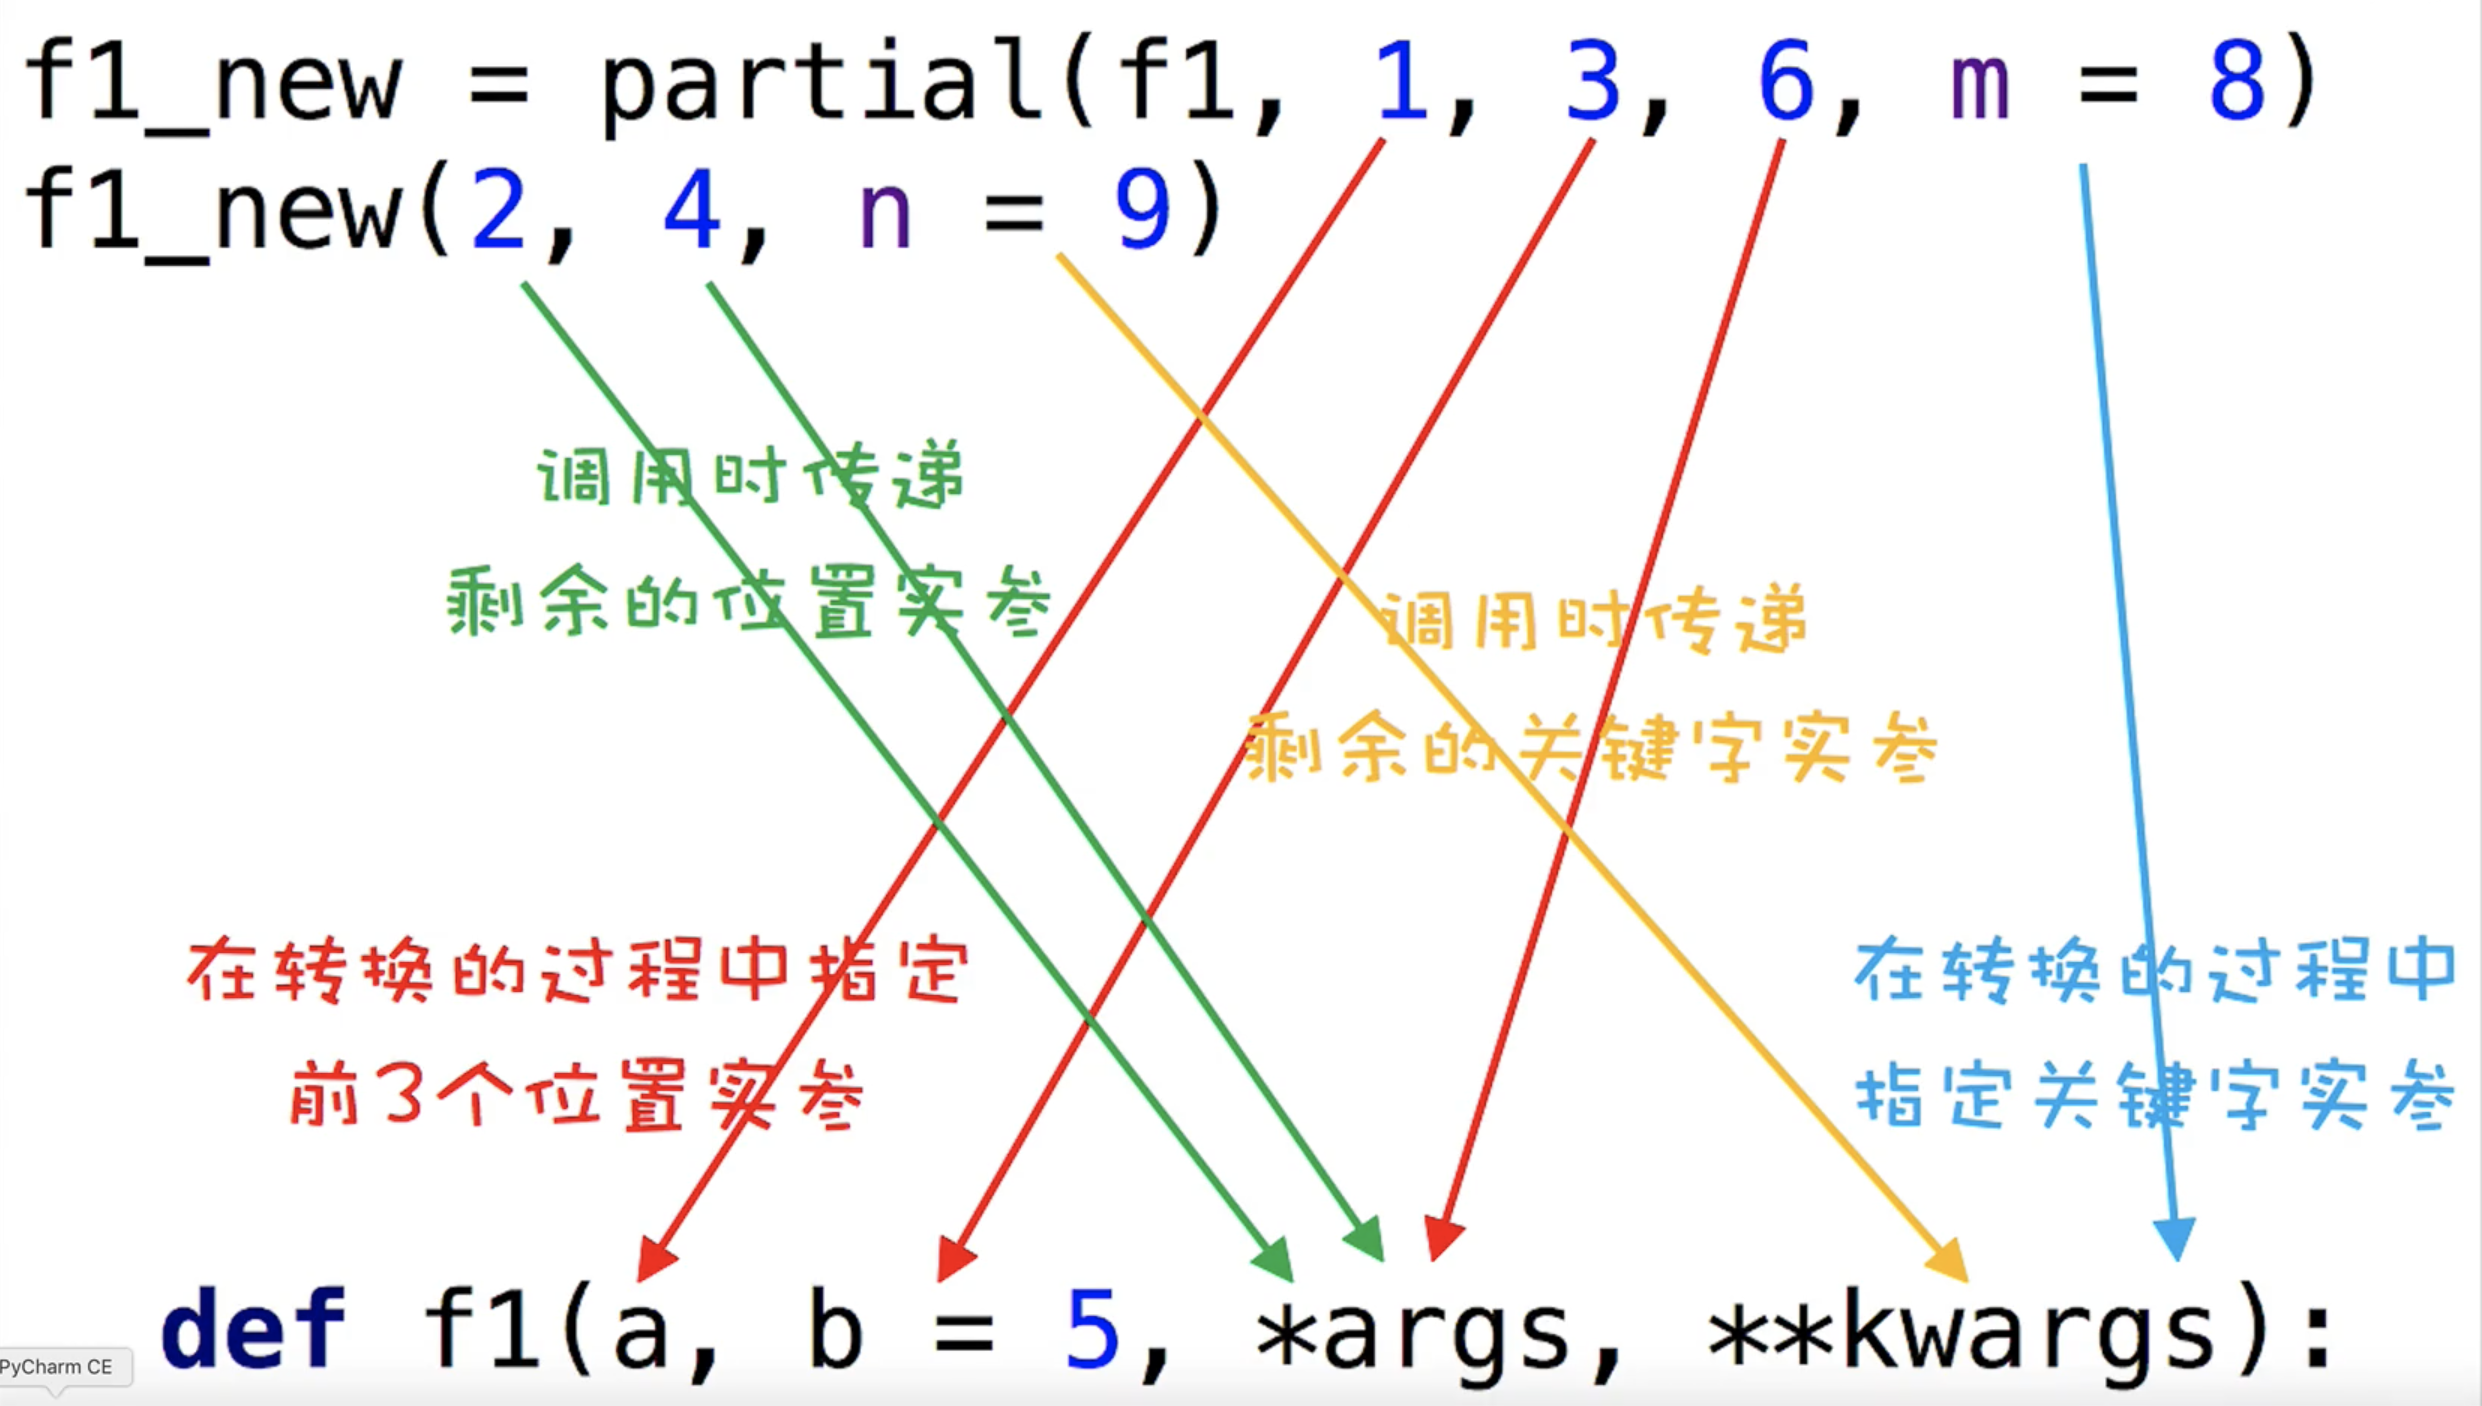 f1_new = partial(f1, 1, 3, 6, m = 8)
f1_new(2, 4, n = 9)
调用时传递
剩余的位置实参
调用时传递
剩余的关键字实参
在转换的过程中指定
前3个位置实参
在转换的过程中
指定关键字实参
def f1(a, b = 5, *args, **kwargs):
PyCharm CE